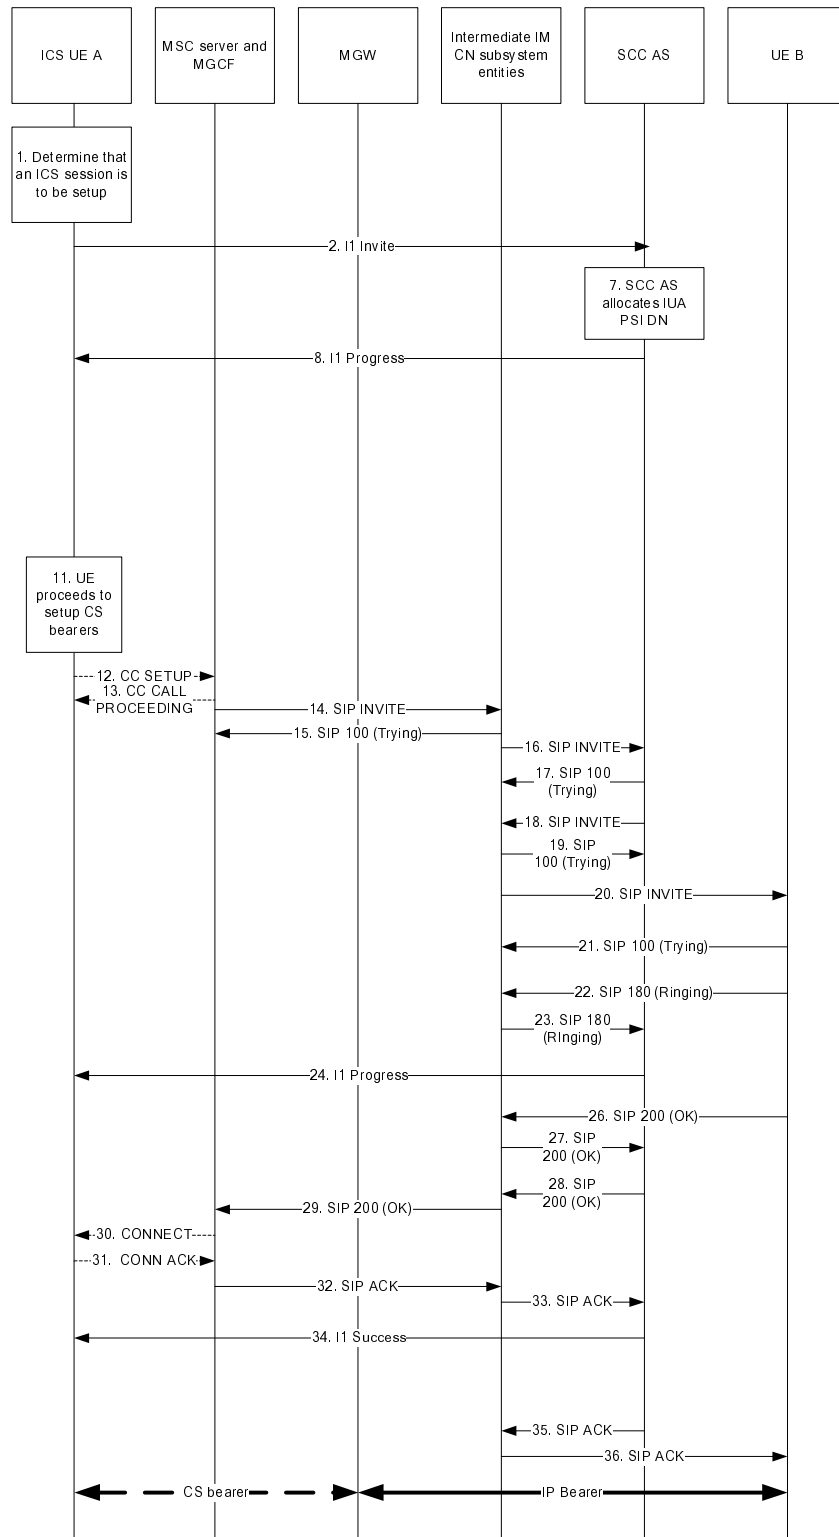 ICS UE A
MSC server and
MGCF
MGW
Intermediate IM
CN subsystem
entities
SCC AS
UE B
1. Determine that
an ICS session is
to be setup
2. I1 Invite
7. SCC AS
allocates IUA
PSI DN
8. I1 Progress
11. UE
proceeds to
setup CS
bearers
12. CC SETUP
13. CC CALL
PROCEEDING
14. SIP INVITE
15. SIP 100 (Trying)
16. SIP INVITE
17. SIP 100
(Trying)
18. SIP INVITE
19. SIP
100 (Trying)
20. SIP INVITE
21. SIP 100 (Trying)
22. SIP 180 (Ringing)
23. SIP 180
(RInging)
24. I1 Progress
26. SIP 200 (OK)
27. SIP
200 (OK)
28. SIP
200 (OK)
29. SIP 200 (OK)
30. CONNECT
31. CONN ACK
32. SIP ACK
33. SIP ACK
34. I1 Success
35. SIP ACK
36. SIP ACK
CS bearer
IP Bearer